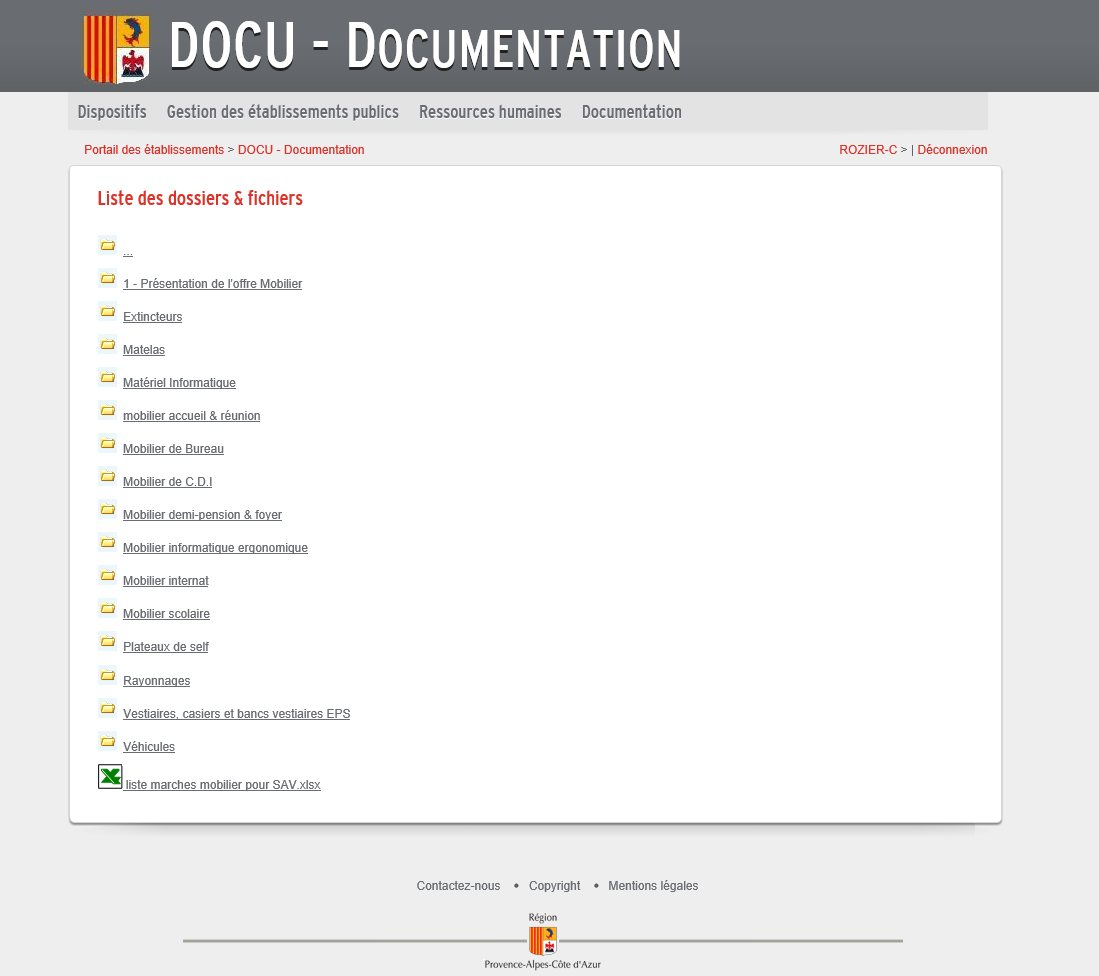 DOCU - DOCUMENTATION
Dispositifs Gestion des établissements publics Ressources humaines Documentation
Portail des établissements > DOCU - Documentation ROZIER-C > | Déconnexion
Liste des dossiers & fichiers
...
1 - Présentation de l'offre Mobilier
Extincteurs
Matelas
Matériel Informatique
mobilier accueil & réunion
Mobilier de Bureau
Mobilier de C.D.I
Mobilier demi-pension & foyer
Mobilier informatique ergonomique
Mobilier internat
Mobilier scolaire
Plateaux de self
Rayonnages
Vestiaires, casiers et bancs vestiaires EPS
Véhicules
liste marches mobilier pour SAV.xlsx
Contactez-nous • Copyright • Mentions légales
Région
Provence-Alpes-Côte d'Azur